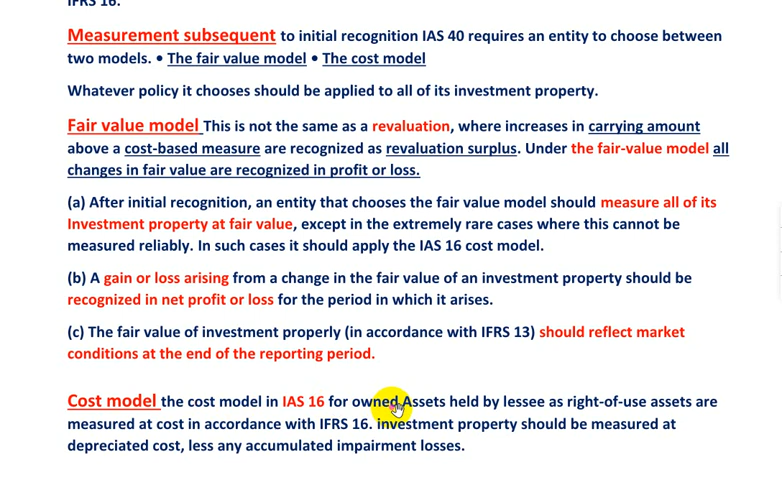 IFRS 16.
Measurement subsequent to initial recognition IAS 40 requires an entity to choose between
two models. • The fair value model • The cost model
Whatever policy it chooses should be applied to all of its investment property.
Fair value model This is not the same as a revaluation, where increases in carrying amount
above a cost-based measure are recognized as revaluation surplus. Under the fair-value model all
changes in fair value are recognized in profit or loss.
(a) After initial recognition, an entity that chooses the fair value model should measure all of its
Investment property at fair value, except in the extremely rare cases where this cannot be
measured reliably. In such cases it should apply the IAS 16 cost model.
(b) A gain or loss arising from a change in the fair value of an investment property should be
recognized in net profit or loss for the period in which it arises.
(c) The fair value of investment properly (in accordance with IFRS 13) should reflect market
conditions at the end of the reporting period.
Cost model the cost model in IAS 16 for owned Assets held by lessee as right-of-use assets are
measured at cost in accordance with IFRS 16. investment property should be measured at
depreciated cost, less any accumulated impairment losses.